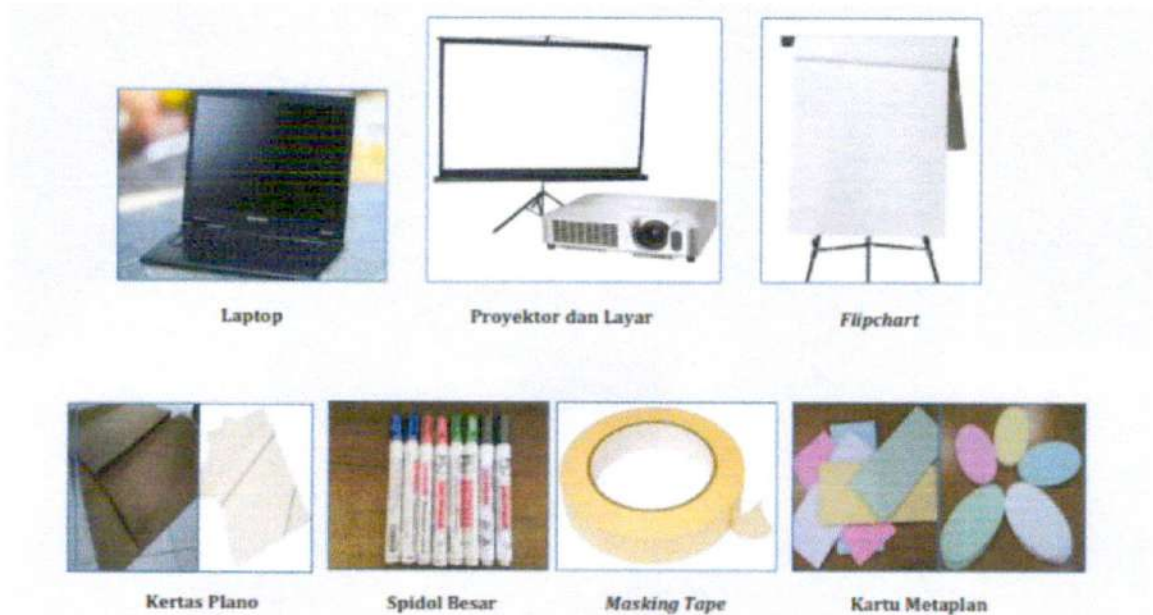 Laptop
Proyektor dan Layar
Flipchart
Kertas Plano
Spidol Besar
Masking Tape
Kartu Metaplan